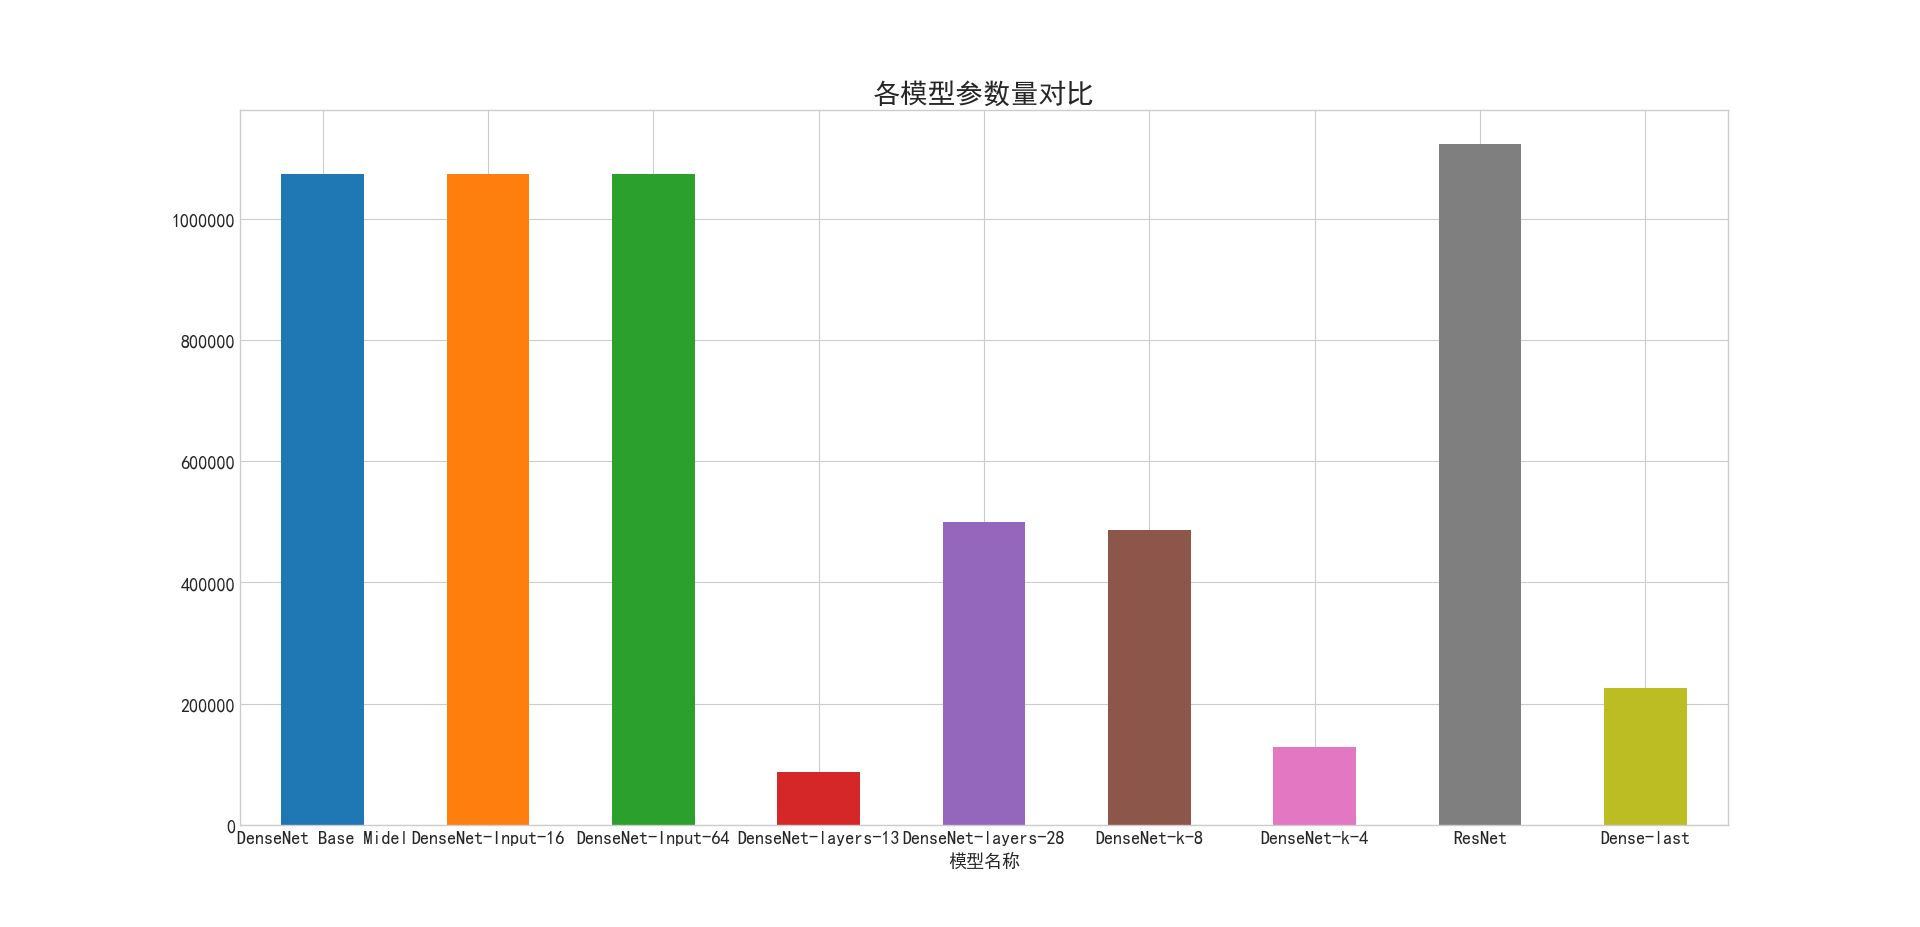 各模型参数量对比
1000000
800000
600000
400000
200000
0
DenseNet Base Midel DenseNet-Input-16 DenseNet-Input-64 DenseNet-layers-13 DenseNet-layers-28 DenseNet-k-8 DenseNet-k-4 ResNet Dense-last
模型名称